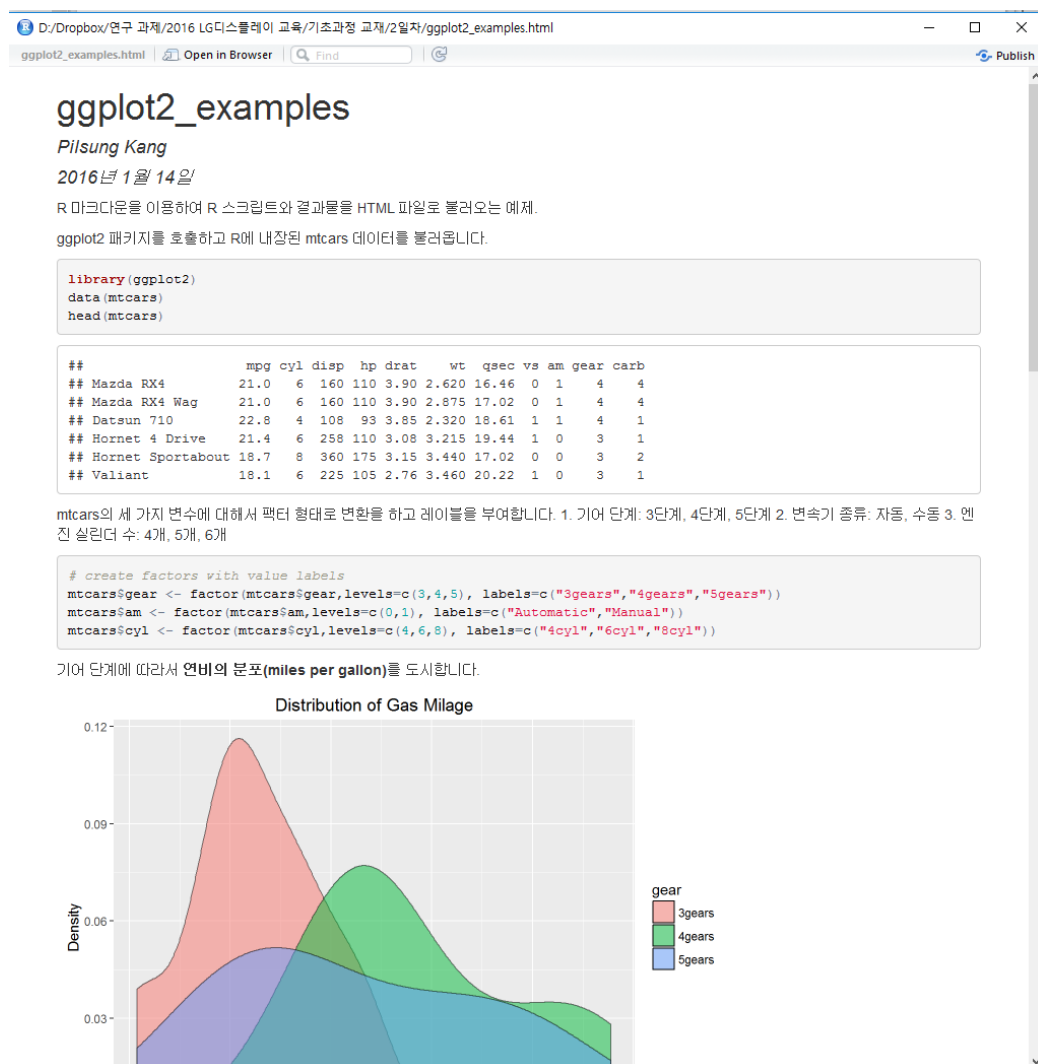 D:/Dropbox/연구 과제/2016 LG디스플레이 교육/기초과정 교재/2일차/ggplot2_examples.html
ggplot2_examples.html Open in Browser Find Publish
ggplot2_examples
Pilsung Kang
2016년 1월 14일
R 마크다운을 이용하여 R 스크립트와 결과물을 HTML 파일로 불러오는 예제.
ggplot2 패키지를 호출하고 R에 내장된 mtcars 데이터를 불러옵니다.
library(ggplot2)
data(mtcars)
head(mtcars)
## mpg cyl disp hp drat wt qsec vs am gear carb
## Mazda RX4 21.0 6 160 110 3.90 2.620 16.46 0 1 4 4
## Mazda RX4 Wag 21.0 6 160 110 3.90 2.875 17.02 0 1 4 4
## Datsun 710 22.8 4 108 93 3.85 2.320 18.61 1 1 4 1
## Hornet 4 Drive 21.4 6 258 110 3.08 3.215 19.44 1 0 3 1
## Hornet Sportabout 18.7 8 360 175 3.15 3.440 17.02 0 0 3 2
## Valiant 18.1 6 225 105 2.76 3.460 20.22 1 0 3 1
mtcars의 세 가지 변수에 대해서 팩터 형태로 변환을 하고 레이블을 부여합니다. 1. 기어 단계: 3단계, 4단계, 5단계 2. 변속기 종류: 자동, 수동 3. 엔
진 실린더 수: 4개, 5개, 6개
# create factors with value labels
mtcars$gear <- factor(mtcars$gear,levels=c(3,4,5), labels=c("3gears","4gears","5gears"))
mtcars$am <- factor(mtcars$am,levels=c(0,1), labels=c("Automatic","Manual"))
mtcars$cyl <- factor(mtcars$cyl,levels=c(4,6,8), labels=c("4cyl","6cyl","8cyl"))
기어 단계에 따라서 연비의 분포(miles per gallon)를 도시합니다.
Distribution of Gas Milage
0.12
0.09
0.06
0.03
Density
gear
3gears
4gears
5gears